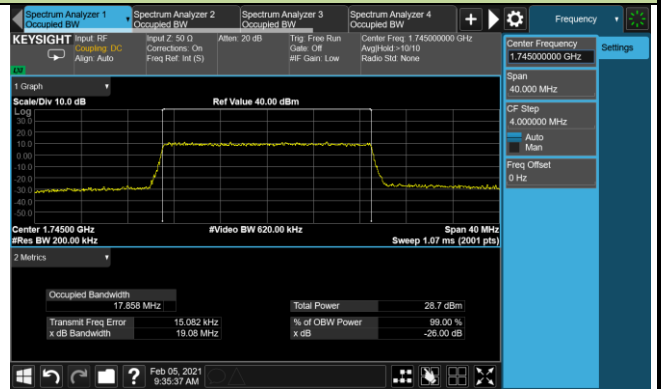 Spectrum Analyzer 1
Occupied BW
Spectrum Analyzer 2
Occupied BW
Spectrum Analyzer 3
Occupied BW
Spectrum Analyzer 4
Occupied BW
+
Frequency
KEYSIGHT
Input: RF
Coupling: DC
Align: Auto
Input Z: 50 Ω
Corrections: On
Freq Ref: Int (S)
Atten: 20 dB
Trig: Free Run
Gate: Off
#IF Gain: Low
Center Freq: 1.745000000 GHz
Avg|Hold:>10/10
Radio Std: None
Center Frequency
1.745000000 GHz
Settings
Span
40.000 MHz
CF Step
4.000000 MHz
Auto
Man
Freq Offset
0 Hz
1 Graph
Scale/Div 10.0 dB
Ref Value 40.00 dBm
Log
30.0
20.0
10.0
0.00
-10.0
-20.0
-30.0
-40.0
-50.0
Center 1.74500 GHz
#Video BW 620.00 kHz
Span 40 MHz
#Res BW 200.00 kHz
Sweep 1.07 ms (2001 pts)
2 Metrics
Occupied Bandwidth
17.858 MHz
Total Power
28.7 dBm
Transmit Freq Error
15.082 kHz
% of OBW Power
99.00 %
x dB Bandwidth
19.08 MHz
x dB
-26.00 dB
?
Feb 05, 2021
9:35:37 AM